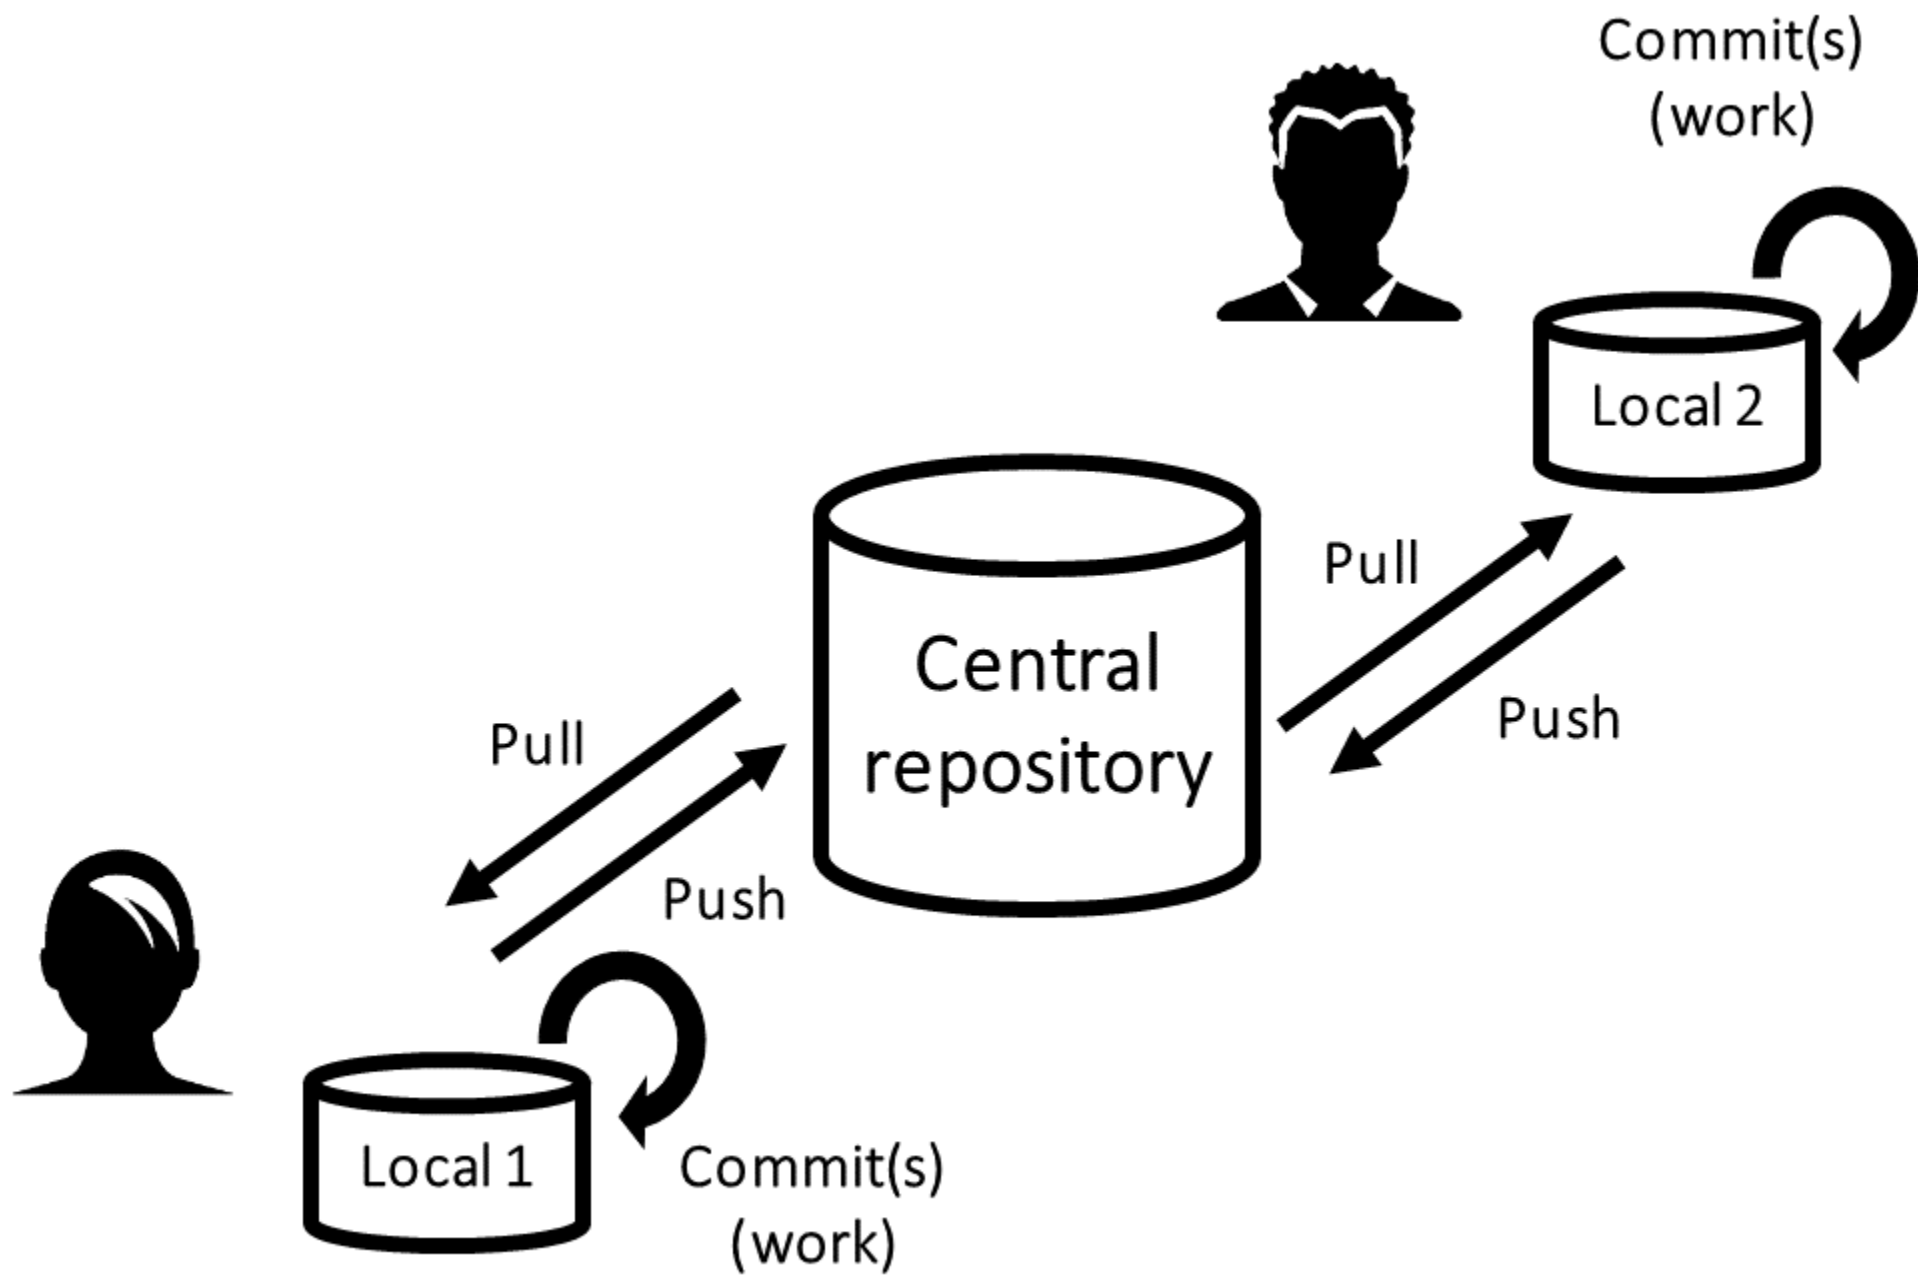 Commit(s)
(work)
Local 2
Pull
Push
Central
repository
Pull
Push
Local 1
Commit(s)
(work)